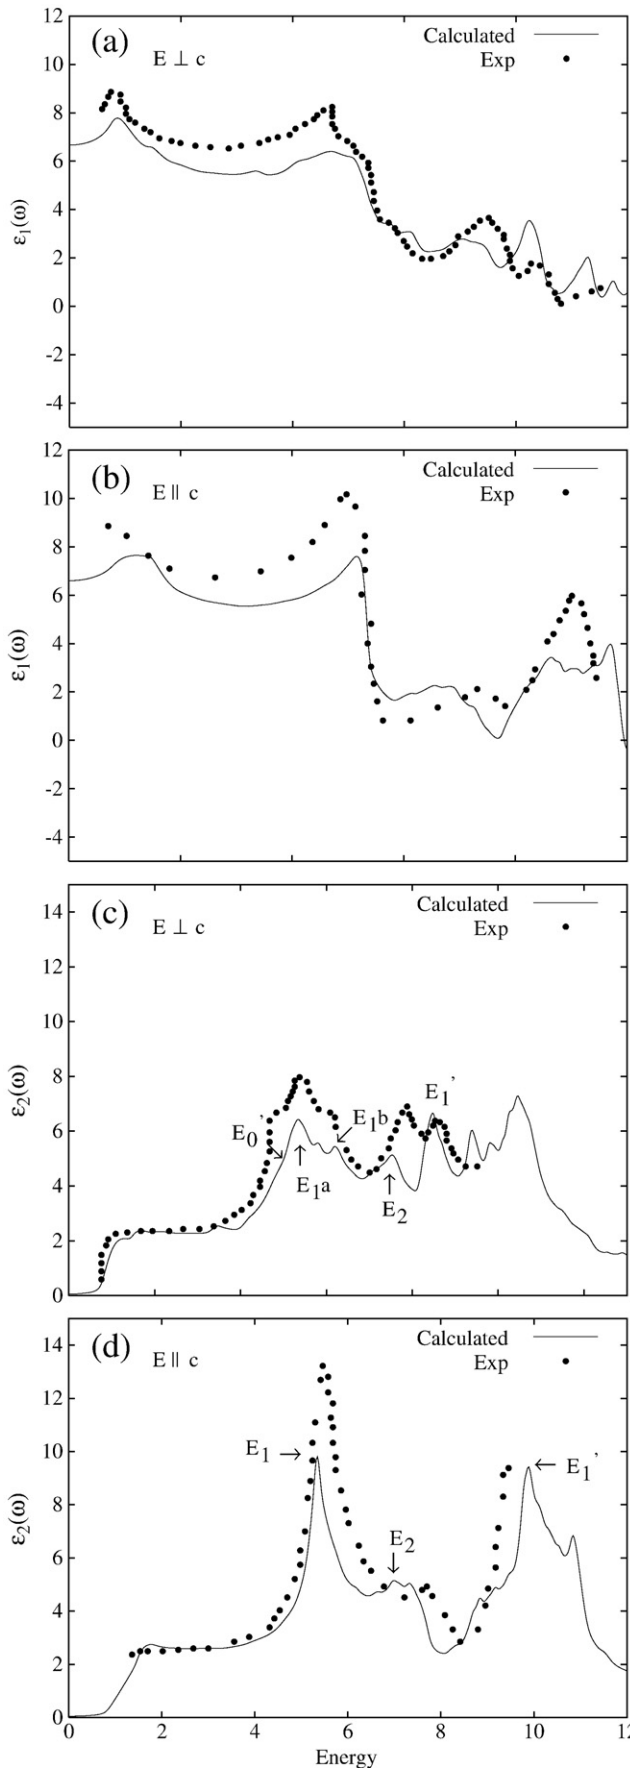 12
(a)
Calculated
E ⊥ c
Exp
10
8
6
4
2
0
-2
-4
ε₁(ω)
12
(b)
Calculated
E || c
Exp
10
8
6
4
2
0
-2
-4
ε₁(ω)
14
(c)
Calculated
E ⊥ c
Exp
12
10
8
6
4
2
0
ε₂(ω)
E₀'
E₁a
E₁b
E₂
E₁'
14
(d)
Calculated
E || c
Exp
12
10
8
6
4
2
0
ε₂(ω)
E₁
E₂
E₁'
0 2 4 6 8 10 12
Energy